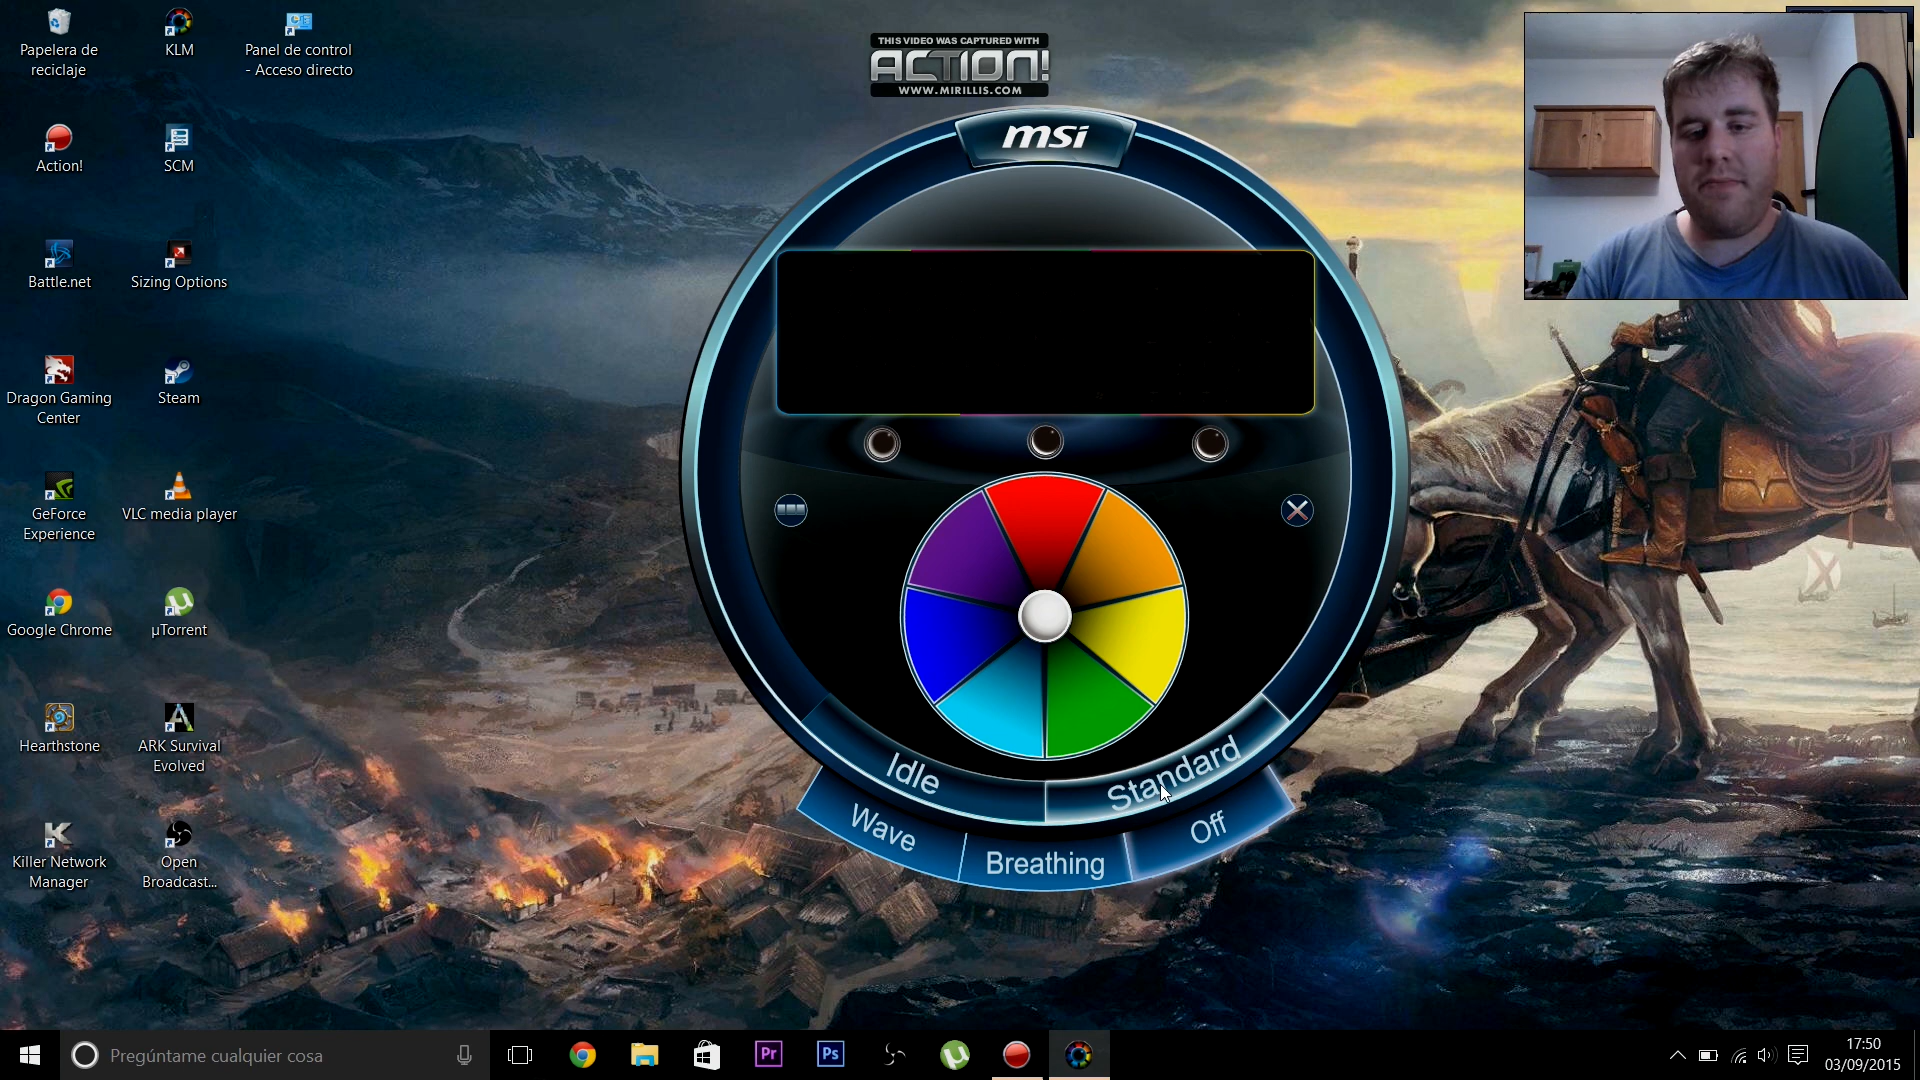 Papelera de
reciclaje
KLM
Panel de control
- Acceso directo
THIS VIDEO WAS CAPTURED WITH
ACTION!
WWW.MIRILLIS.COM
msi
Action!
SCM
Battle.net
Sizing Options
Dragon Gaming
Center
Steam
GeForce
Experience
VLC media player
Google Chrome
µTorrent
Hearthstone
ARK Survival
Evolved
Killer Network
Manager
Open
Broadcast...
Idle
Standard
Wave
Breathing
Off
Pregúntame cualquier cosa
Pr
Ps
17:50
03/09/2015